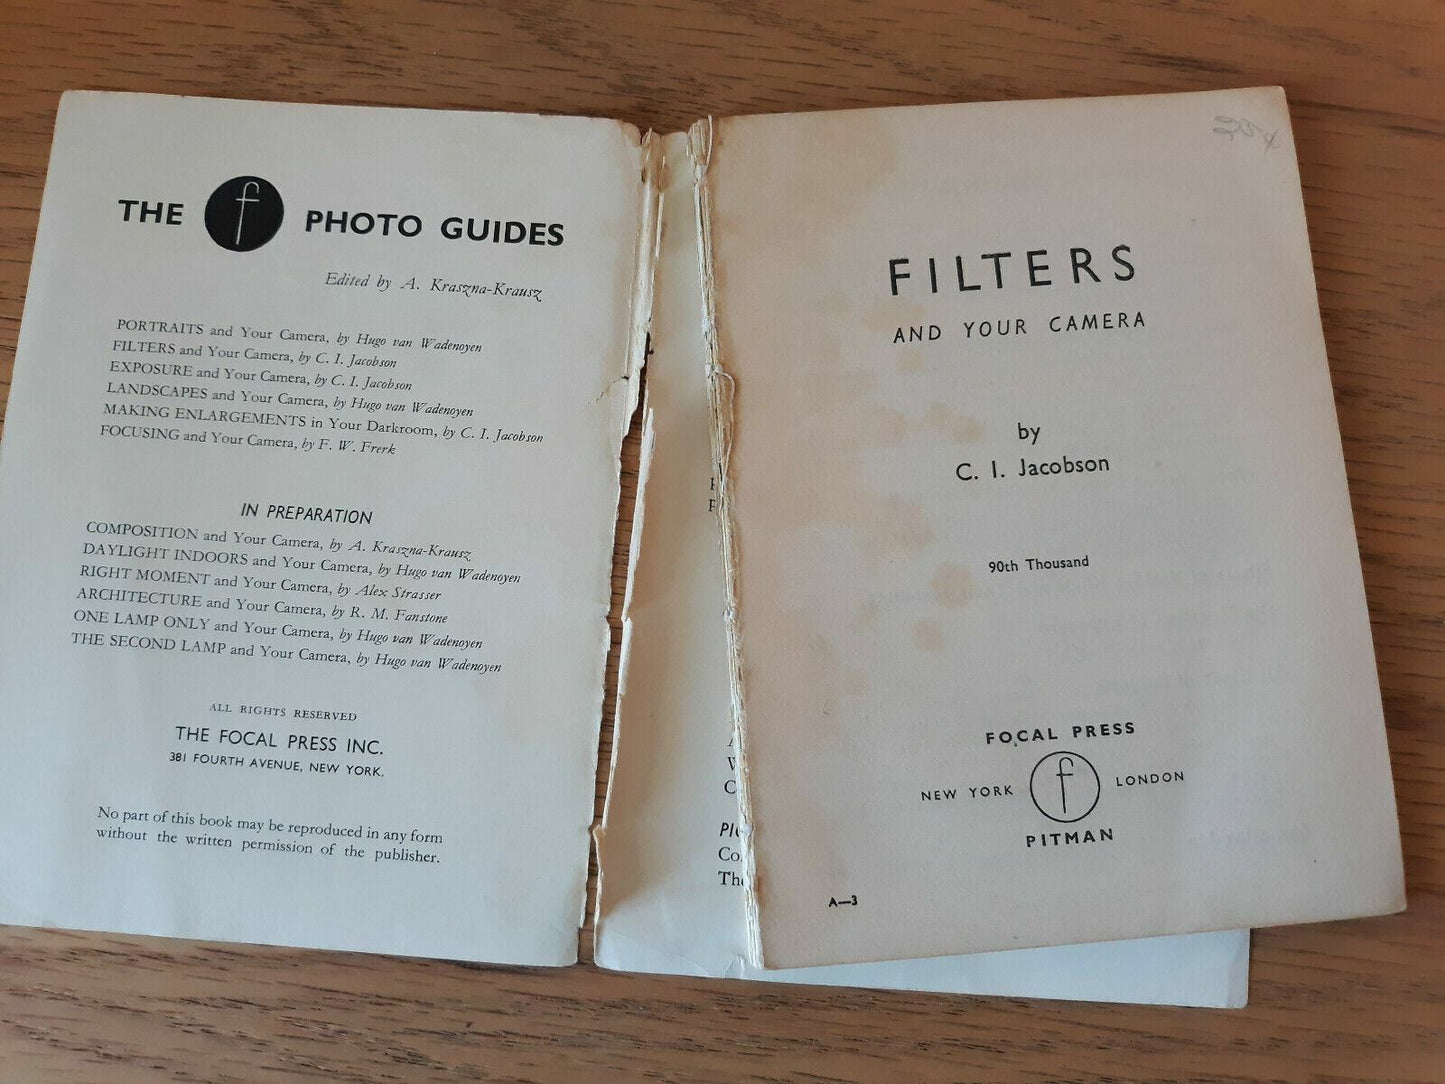 THE f PHOTO GUIDES
Edited by A. Kraszna-Krausz
PORTRAITS and Your Camera, by Hugo van Wadenoyen
FILTERS and Your Camera, by C. I. Jacobson
EXPOSURE and Your Camera, by C. I. Jacobson
LANDSCAPES and Your Camera, by Hugo van Wadenoyen
MAKING ENLARGEMENTS in Your Darkroom, by C. I. Jacobson
FOCUSING and Your Camera, by F. W. Frerk
IN PREPARATION
COMPOSITION and Your Camera, by A. Kraszna-Krausz
DAYLIGHT INDOORS and Your Camera, by Hugo van Wadenoyen
RIGHT MOMENT and Your Camera, by Alex Strasser
ARCHITECTURE and Your Camera, by R. M. Fanstone
ONE LAMP ONLY and Your Camera, by Hugo van Wadenoyen
THE SECOND LAMP and Your Camera, by Hugo van Wadenoyen
ALL RIGHTS RESERVED
THE FOCAL PRESS INC.
381 FOURTH AVENUE, NEW YORK.
No part of this book may be reproduced in any form
without the written permission of the publisher.
FILTERS
AND YOUR CAMERA
by
C. I. Jacobson
90th Thousand
FOCAL PRESS
NEW YORK f LONDON
PITMAN
A—3